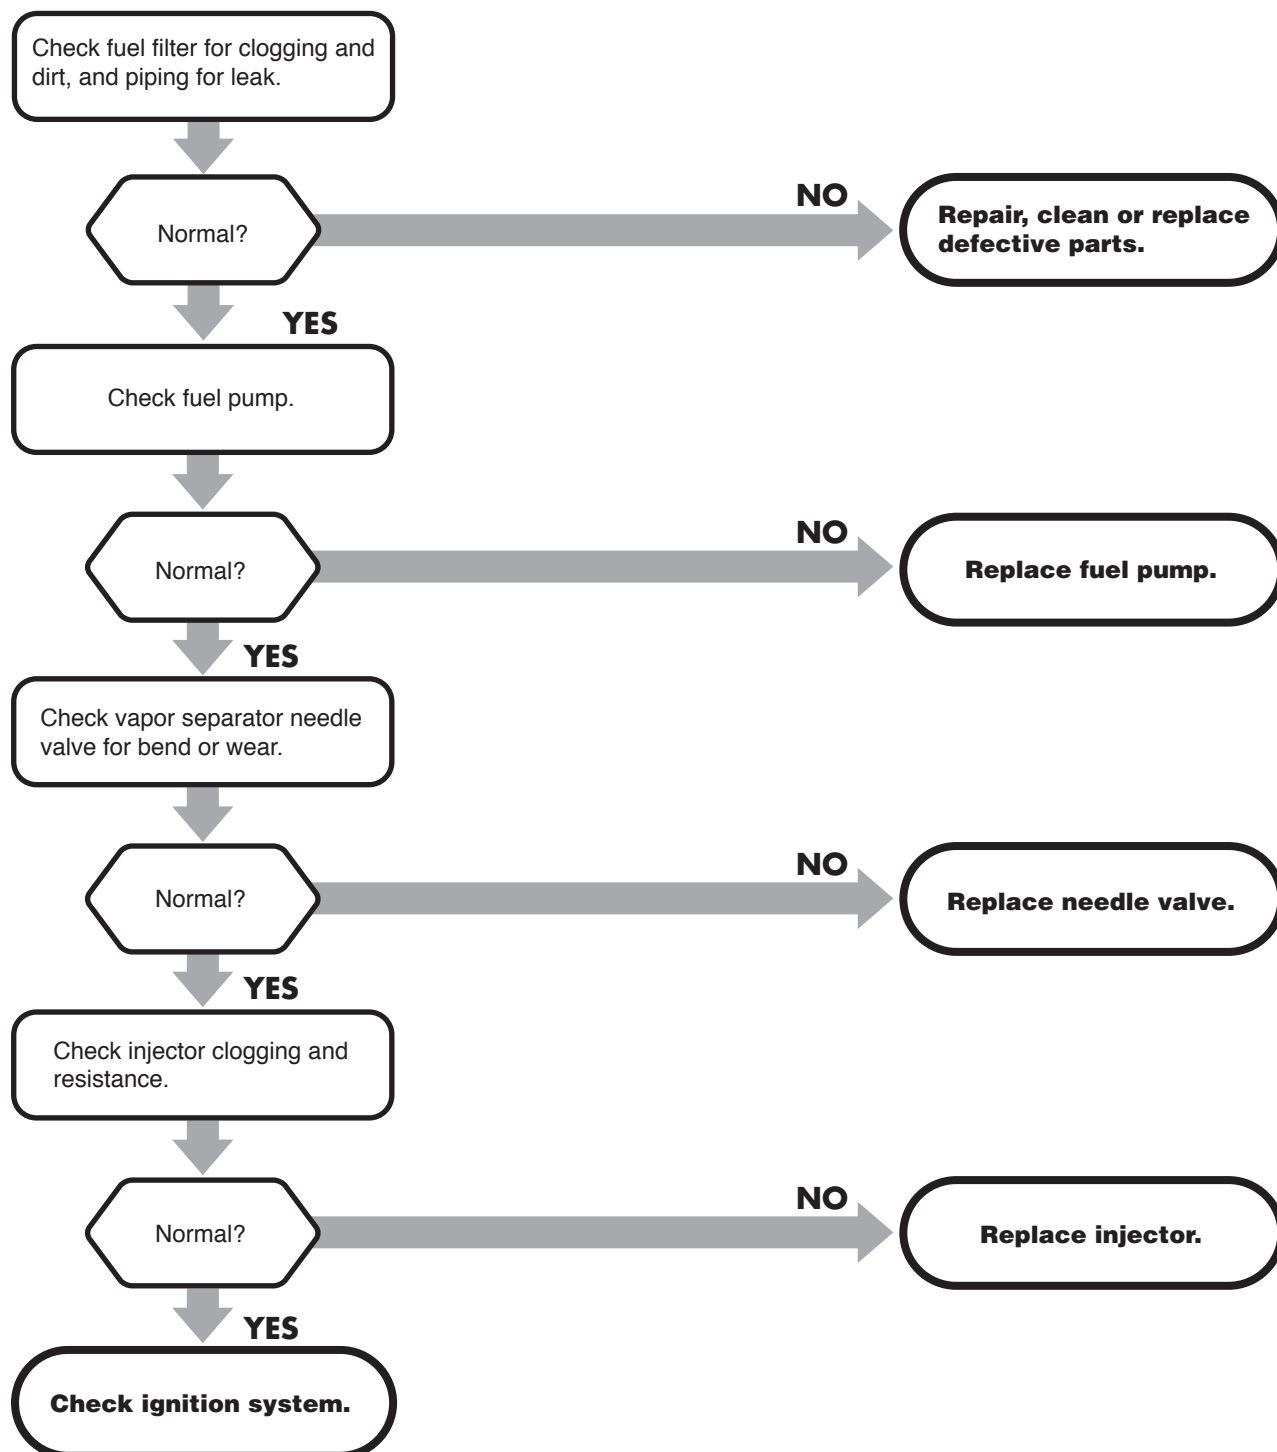 Check fuel filter for clogging and
dirt, and piping for leak.
Normal?
NO
Repair, clean or replace
defective parts.
YES
Check fuel pump.
Normal?
NO
Replace fuel pump.
YES
Check vapor separator needle
valve for bend or wear.
Normal?
NO
Replace needle valve.
YES
Check injector clogging and
resistance.
Normal?
NO
Replace injector.
YES
Check ignition system.